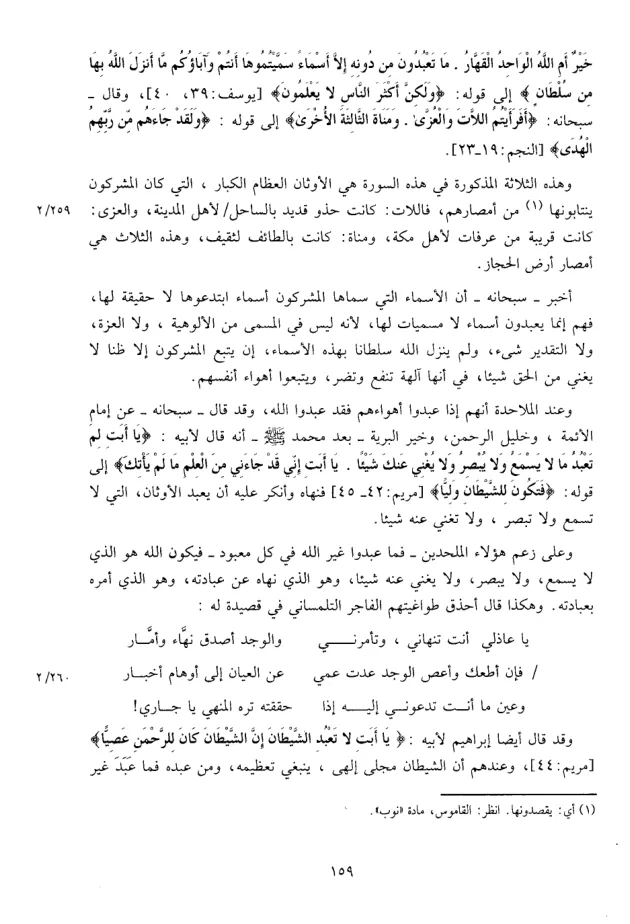 خَيْرٌ أَمِ اللَّهُ الْوَاحِدُ الْقَهَّارُ . مَا تَعْبُدُونَ مِن دُونِهِ إِلاَّ أَسْمَاءً سَمَّيْتُمُوهَا أَنتُمْ وَآبَاؤُكُم مَّا أَنزَلَ اللَّهُ بِهَا
مِن سُلْطَانٍ ﴾ إلى قوله: ﴿وَلَكِنَّ أَكْثَرَ النَّاسِ لا يَعْلَمُونَ﴾ [يوسف:٣٩، ٤٠]، وقال ـ
سبحانه: ﴿أَفَرَأَيْتُمُ اللاَّتَ وَالْعُزَّىٰ . وَمَنَاةَ الثَّالِثَةَ الأُخْرَىٰ﴾ إلى قوله : ﴿وَلَقَدْ جَاءَهُم مِّن رَّبِّهِمُ
الْهُدَى﴾ [النجم:١٩ـ٢٣].
وهذه الثلاثة المذكورة في هذه السورة هي الأوثان العظام الكبار ، التي كان المشركون
ينتابونها (١) من أمصارهم، فاللات: كانت حذو قديد بالساحل/ لأهل المدينة، والعزى: ٢/٢٥٩
كانت قريبة من عرفات لأهل مكة، ومناة: كانت بالطائف لثقيف، وهذه الثلاث هي
أمصار أرض الحجاز.
أخبر ـ سبحانه ـ أن الأسماء التي سماها المشركون أسماء ابتدعوها لا حقيقة لها،
فهم إنما يعبدون أسماء لا مسميات لها، لأنه ليس في المسمى من الألوهية ، ولا العزة،
ولا التقدير شىء، ولم ينزل الله سلطانا بهذه الأسماء، إن يتبع المشركون إلا ظنا لا
يغني من الحق شيئا، في أنها آلهة تنفع وتضر، ويتبعوا أهواء أنفسهم.
وعند الملاحدة أنهم إذا عبدوا أهواءهم فقد عبدوا الله، وقد قال ـ سبحانه ـ عن إمام
الأئمة ، وخليل الرحمن، وخير البرية ـ بعد محمد ﷺ ـ أنه قال لأبيه : ﴿يَا أَبَتِ لِمَ
تَعْبُدُ مَا لا يَسْمَعُ وَلا يُبْصِرُ وَلا يُغْنِي عَنكَ شَيْئًا . يَا أَبَتِ إِنِّي قَدْ جَاءَنِي مِنَ الْعِلْمِ مَا لَمْ يَأْتِكَ﴾ إلى
قوله: ﴿فَتَكُونَ لِلشَّيْطَانِ وَلِيًّا﴾ [مريم:٤٢ـ ٤٥] فنهاه وأنكر عليه أن يعبد الأوثان، التي لا
تسمع ولا تبصر ، ولا تغني عنه شيئا.
وعلى زعم هؤلاء الملحدين ـ فما عبدوا غير الله في كل معبود ـ فيكون الله هو الذي
لا يسمع، ولا يبصر، ولا يغني عنه شيئا، وهو الذي نهاه عن عبادته، وهو الذي أمره
بعبادته. وهكذا قال أحذق طواغيتهم الفاجر التلمساني في قصيدة له :
يا عاذلي أنت تنهاني ، وتأمرنـــي والوجد أصدق نهَّاء وأمَّـار
/ فإن أطعك وأعص الوجد عدت عمي عن العيان إلى أوهام أخبـار ٢/٢٦٠
وعين ما أنـت تدعونـي إليـــه إذا حققته تره المنهي يا جـاري!
وقد قال أيضا إبراهيم لأبيه :﴿ يَا أَبَتِ لا تَعْبُدِ الشَّيْطَانَ إِنَّ الشَّيْطَانَ كَانَ لِلرَّحْمَنِ عَصِيًّا﴾
[مريم:٤٤]، وعندهم أن الشيطان مجلى إلهى ، ينبغي تعظيمه، ومن عبده فما عَبَدَ غير
(١) أي: يقصدونها. انظر: القاموس، مادة «نوب».
١٥٩